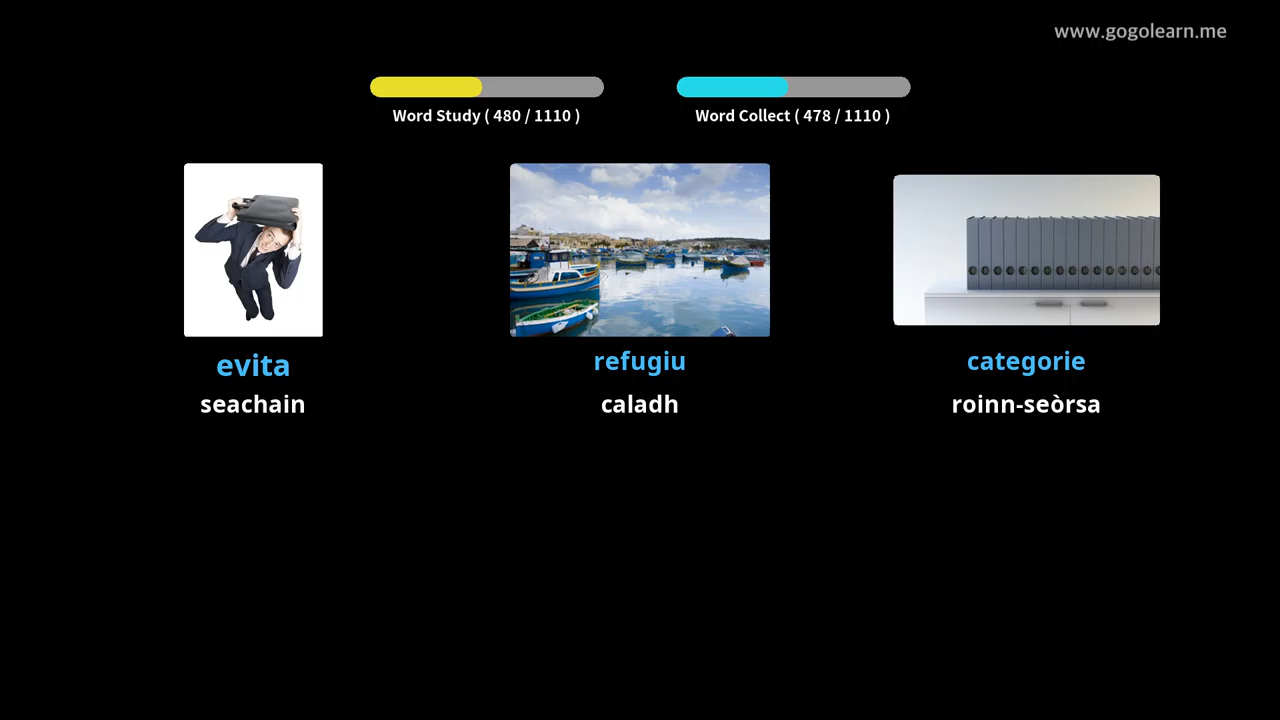 www.gogolearn.me
Word Study ( 480 / 1110 )
Word Collect ( 478 / 1110 )
evita
seachain
refugiu
caladh
categorie
roinn-seòrsa